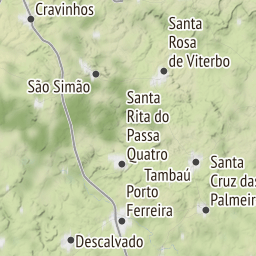 Cravinhos
Santa
Rosa
de Viterbo
São Simão
Santa
Rita do
Passa
Quatro
Tambaú
Santa
Cruz das
Palmei
Porto
Ferreira
Descalvado